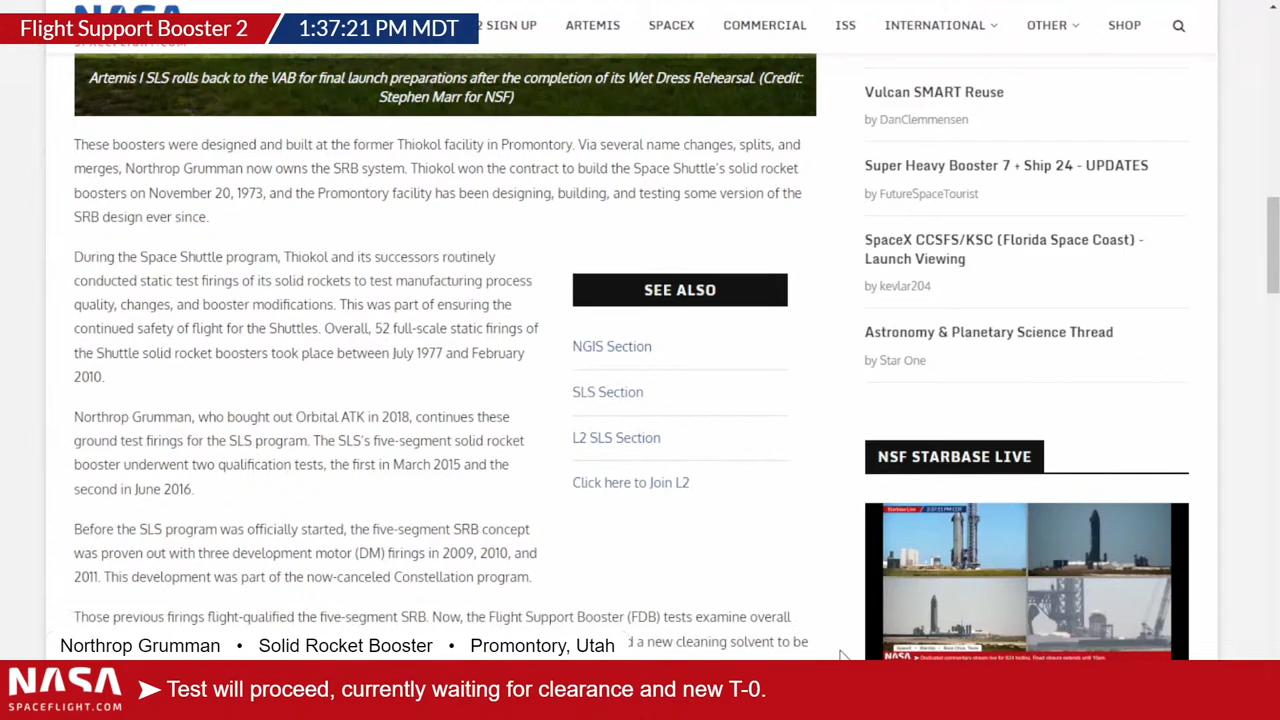 Flight Support Booster 2
1:37:21 PM MDT
SIGN UP
ARTEMIS
SPACEX
COMMERCIAL
ISS
INTERNATIONAL
OTHER
SHOP
SPACEFLIGHT.COM
Artemis I SLS rolls back to the VAB for final launch preparations after the completion of its Wet Dress Rehearsal. (Credit:
Stephen Marr for NSF)
These boosters were designed and built at the former Thiokol facility in Promontory. Via several name changes, splits, and
merges, Northrop Grumman now owns the SRB system. Thiokol won the contract to build the Space Shuttle's solid rocket
boosters on November 20, 1973, and the Promontory facility has been designing, building, and testing some version of the
SRB design ever since.
During the Space Shuttle program, Thiokol and its successors routinely
conducted static test firings of its solid rockets to test manufacturing process
quality, changes, and booster modifications. This was part of ensuring the
continued safety of flight for the Shuttles. Overall, 52 full-scale static firings of
the Shuttle solid rocket boosters took place between July 1977 and February
2010.
Northrop Grumman, who bought out Orbital ATK in 2018, continues these
ground test firings for the SLS program. The SLS's five-segment solid rocket
booster underwent two qualification tests, the first in March 2015 and the
second in June 2016.
Before the SLS program was officially started, the five-segment SRB concept
was proven out with three development motor (DM) firings in 2009, 2010, and
2011. This development was part of the now-canceled Constellation program.
Those previous firings flight-qualified the five-segment SRB. Now, the Flight Support Booster (FDB) tests examine overall
d a new cleaning solvent to be
SEE ALSO
NGIS Section
SLS Section
L2 SLS Section
Click here to Join L2
Vulcan SMART Reuse
by DanClemmensen
Super Heavy Booster 7 + Ship 24 - UPDATES
by FutureSpaceTourist
SpaceX CCSFS/KSC (Florida Space Coast) -
Launch Viewing
by kevlar204
Astronomy & Planetary Science Thread
by Star One
NSF STARBASE LIVE
Northrop Grumman • Solid Rocket Booster • Promontory, Utah
NASA
SPACEFLIGHT.COM
Test will proceed, currently waiting for clearance and new T-0.